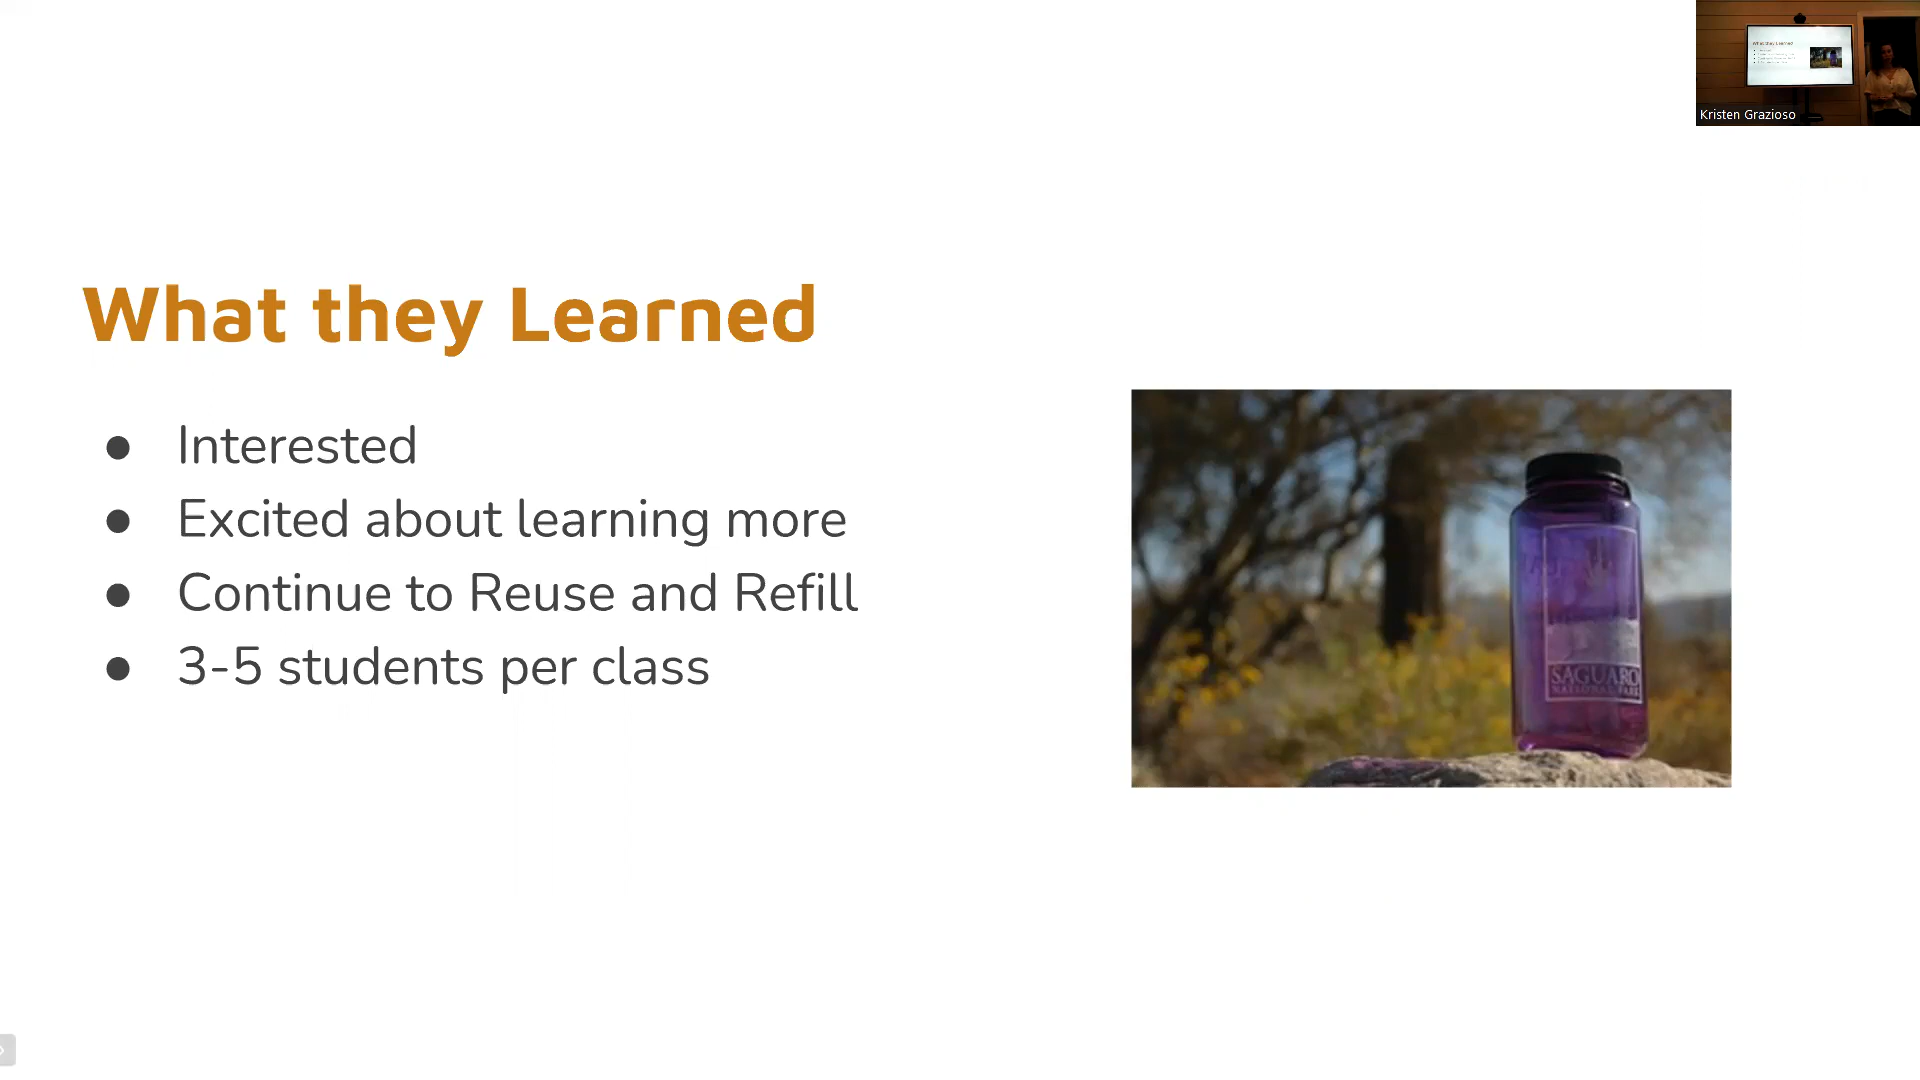 Kristen Grazioso
What they Learned
● Interested
● Excited about learning more
● Continue to Reuse and Refill
● 3-5 students per class
SAGUARO
NATIONAL PARK